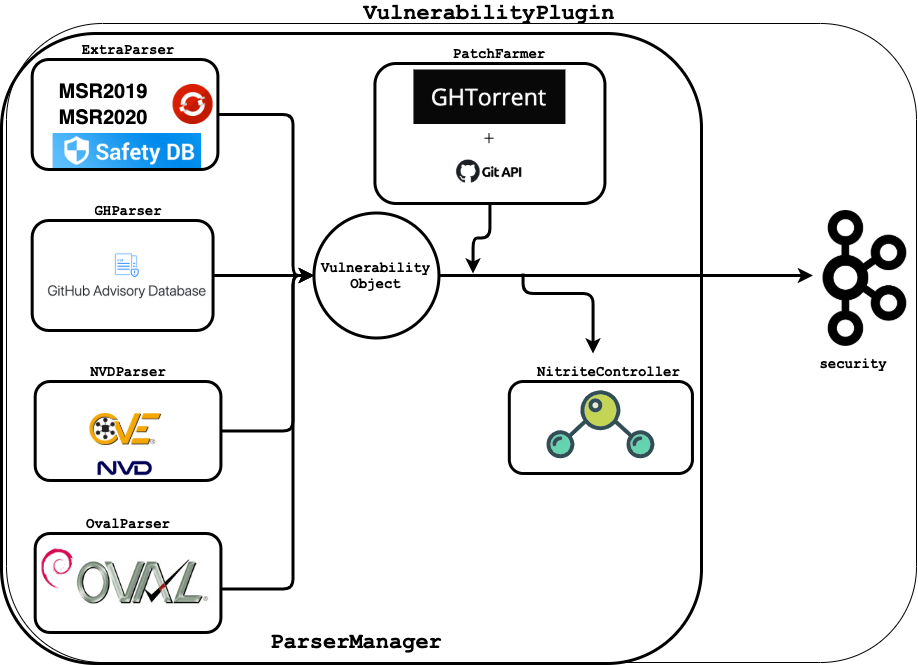 VulnerabilityPlugin
ExtraParser
MSR2019
MSR2020
Safety DB
PatchFarmer
GHTorrent
+
Git API
GHParser
GitHub Advisory Database
Vulnerability
Object
security
NVDParser
CVE
NVD
NitriteController
OvalParser
OVAL
ParserManager